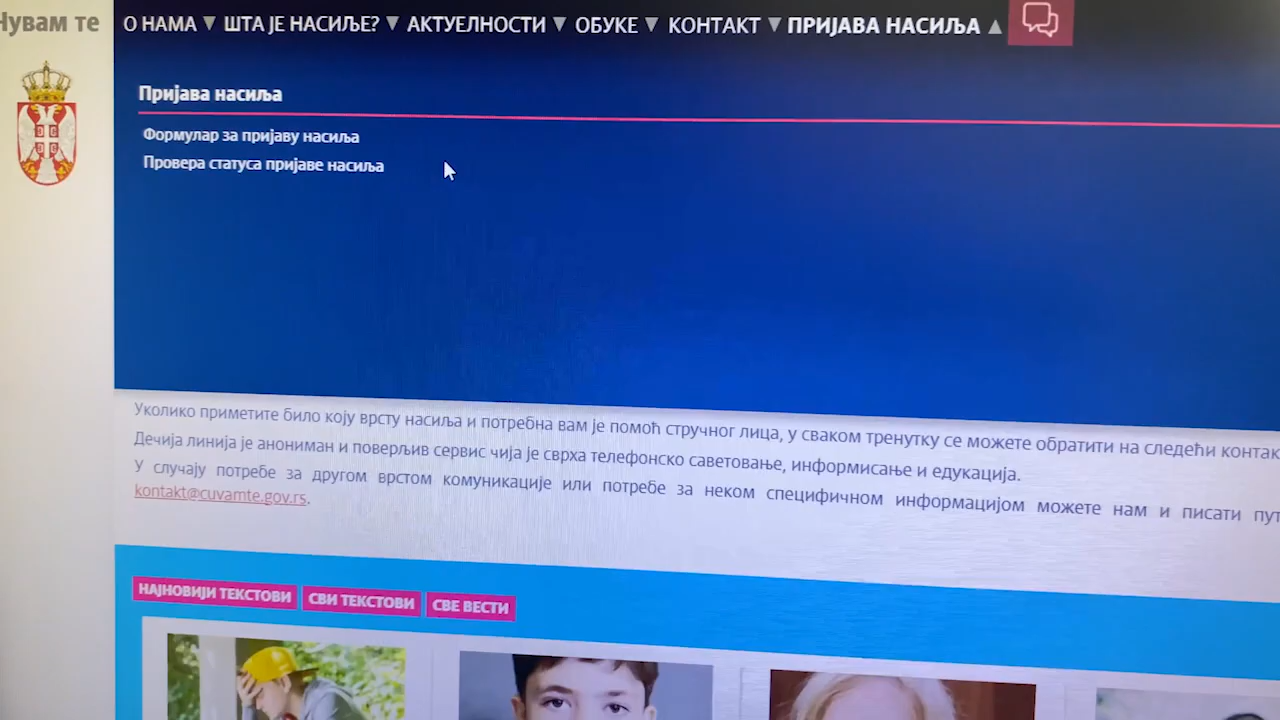 Чувам те
О НАМА ▼ ШТА ЈЕ НАСИЉЕ? ▼ АКТУЕЛНОСТИ ▼ ОБУКЕ ▼ КОНТАКТ ▼ ПРИЈАВА НАСИЉА ▲
Пријава насиља
Формулар за пријаву насиља
Провера статуса пријаве насиља
Уколико приметите било коју врсту насиља и потребна вам је помоћ стручног лица, у сваком тренутку се можете обратити на следећи
Дечија линија је анониман и поверљив сервис чија је сврха телефонско саветовање, информисање и едукација.
У случају потребе за другом врстом комуникације или потребе за неком специфичном информацијом можете нам и писати
kontakt@cuvamte.gov.rs.
НАЈНОВИЈИ ТЕКСТОВИ СВИ ТЕКСТОВИ СВЕ ВЕСТИ